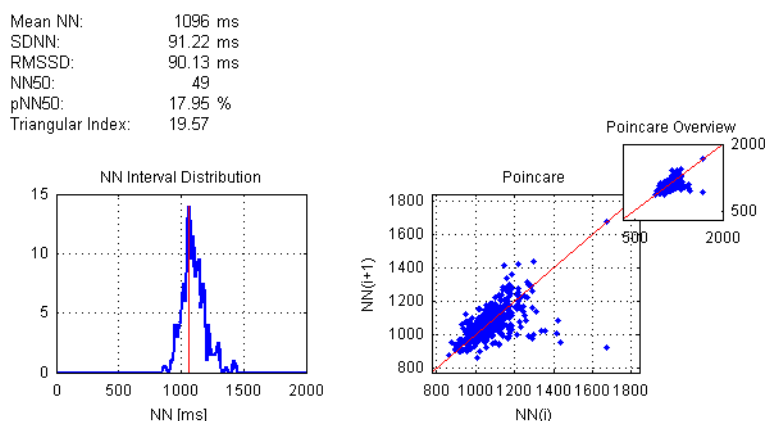 Mean NN: 1096 ms
SDNN: 91.22 ms
RMSSD: 90.13 ms
NN50: 49
pNN50: 17.95 %
Triangular Index: 19.57
Poincare Overview
2000
500
500 2000
NN Interval Distribution
15
10
5
0
0 500 1000 1500 2000
NN [ms]
Poincare
1800
1600
1400
1200
1000
800
NN(i+1)
800 1000 1200 1400 1600 1800
NN(i)